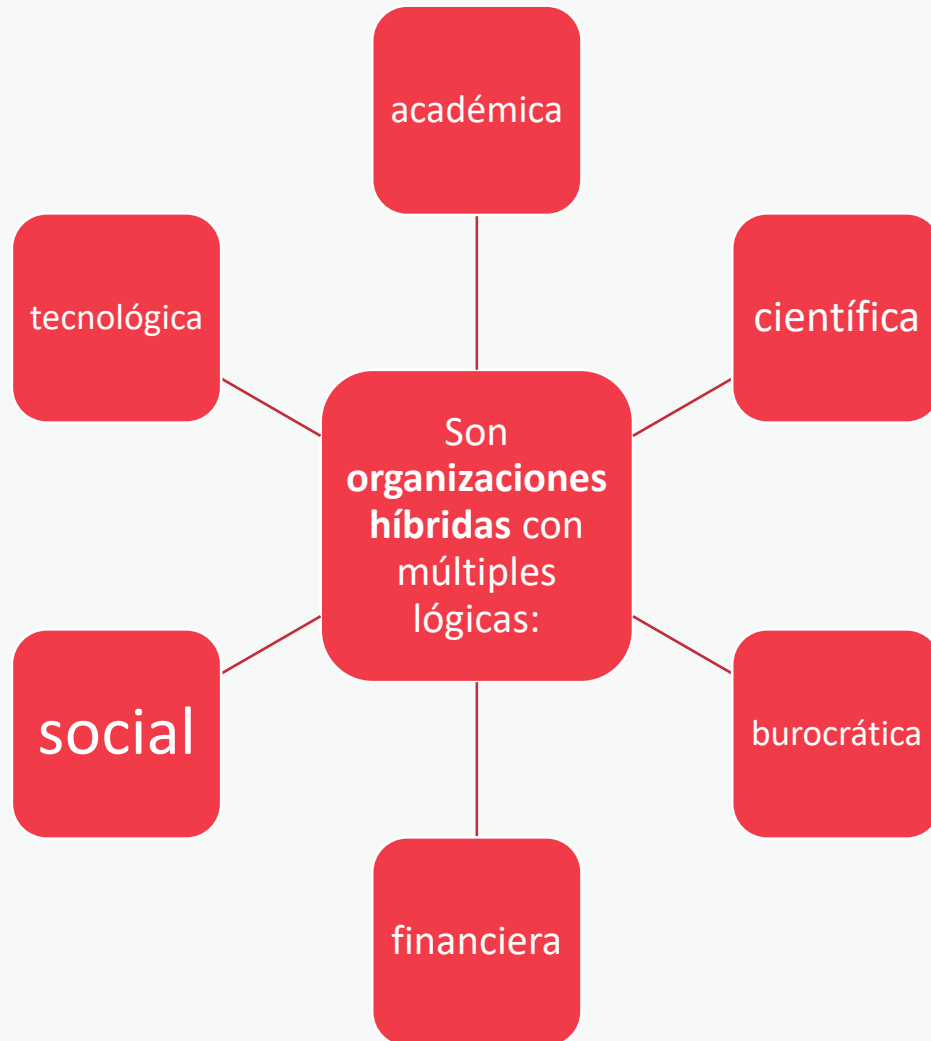 académica
tecnológica
científica
Son
organizaciones
híbridas con
múltiples
lógicas:
social
burocrática
financiera